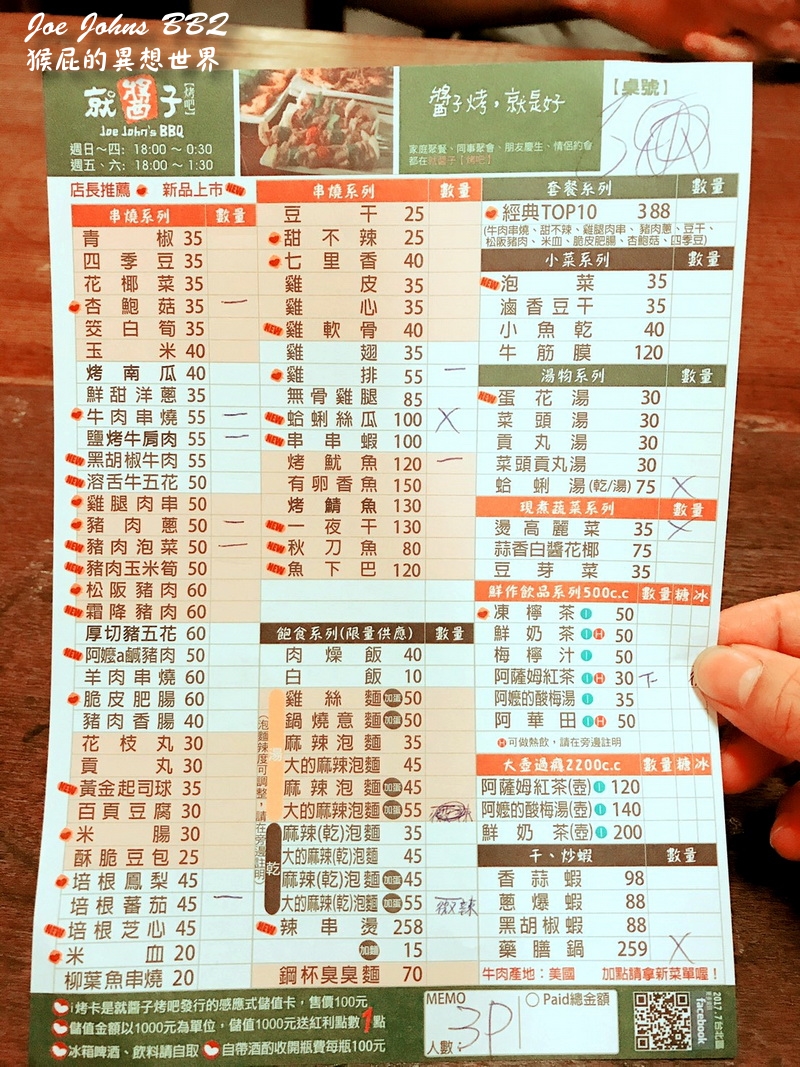 Joe Johns BBQ
猴屁的異想世界
就醬子【烤吧】
Joe John's BBQ
週日～四: 18:00～0:30
週五、六: 18:00～1:30
醬子烤,就是好
家庭聚餐、同事聚會、朋友慶生、情侶約會
都在就醬子【烤吧】
【桌號】
店長推薦 新品上市 NEW
串燒系列 數量
青椒 35
四季豆 35
花椰菜 35
杏鮑菇 35 一
筊白筍 35
玉米 40
烤南瓜 40
鮮甜洋蔥 35
牛肉串燒 55 一
鹽烤牛肩肉 55 一
NEW 黑胡椒牛肉 55
NEW 溶舌牛五花 50
雞腿肉串 50
豬肉蔥 50 一
NEW 豬肉泡菜 50 一
NEW 豬肉玉米筍 50
松阪豬肉 60
霜降豬肉 60
厚切豬五花 60
NEW 阿嬤a鹹豬肉 50
羊肉串燒 60
脆皮肥腸 60
豬肉香腸 40
花枝丸 30
貢丸 30
NEW 黃金起司球 35
百頁豆腐 30
米腸 30
酥脆豆包 25
培根鳳梨 45
培根蕃茄 45 一
NEW 培根芝心 45
米血 20
柳葉魚串燒 20
串燒系列 數量
豆干 25
甜不辣 25
七里香 40
雞皮 35
雞心 35
NEW 雞軟骨 40
雞翅 35
雞排 55 一
無骨雞腿 85
NEW 蛤蜊絲瓜 100 X
NEW 串串蝦 100
烤魷魚 120 一
有卵香魚 150
烤鯖魚 130
NEW 一夜干 130
NEW 秋刀魚 80
NEW 魚下巴 120
飽食系列(限量供應) 數量
肉燥飯 40
白飯 10
(泡麵辣度可調整,請在旁邊註明)
湯
雞絲麵 加蛋 50
鍋燒意麵 加蛋 50
麻辣泡麵 35
大的麻辣泡麵 45
麻辣泡麵 加蛋 45
大的麻辣泡麵 加蛋 55
乾
麻辣(乾)泡麵 35
大的麻辣(乾)泡麵 45
麻辣(乾)泡麵 加蛋 45
大的麻辣(乾)泡麵 加蛋 55 微辣
NEW 辣串燙 258
加麵 15
鋼杯臭臭麵 70
套餐系列 數量
經典TOP10 388
(牛肉串燒、甜不辣、雞腿肉串、豬肉蔥、豆干、
松阪豬肉、米血、脆皮肥腸、杏鮑菇、四季豆)
小菜系列 數量
NEW 泡菜 35
滷香豆干 35
小魚乾 40
牛筋膜 120
湯物系列 數量
NEW 蛋花湯 30
菜頭湯 30
貢丸湯 30
菜頭貢丸湯 30
蛤蜊湯(乾/湯) 75 X
現煮蔬菜系列 數量
燙高麗菜 35 X
蒜香白醬花椰 75
豆芽菜 35
鮮作飲品系列500c.c 數量 糖 冰
凍檸茶 I 50
鮮奶茶 I H 50
梅檸汁 I 50
阿薩姆紅茶 I H 30 下
阿嬤的酸梅湯 I 35
阿華田 I H 50
H可做熱飲,請在旁邊註明
大壺過癮2200c.c 數量 糖 冰
阿薩姆紅茶(壺) I 120
阿嬤的酸梅湯(壺) I 140
鮮奶茶(壺) I 200
干、炒蝦 數量
香蒜蝦 98
蔥爆蝦 88
黑胡椒蝦 88
藥膳鍋 259 X
牛肉產地:美國 加點請拿新菜單喔!
i烤卡是就醬子烤吧發行的感應式儲值卡,售價100元
儲值金額以1000元為單位,儲值1000元送紅利點數1點
冰箱啤酒、飲料請自取 自帶酒酌收開瓶費每瓶100元
MEMO
人數: 3P
Paid總金額
facebook
2017.7台北